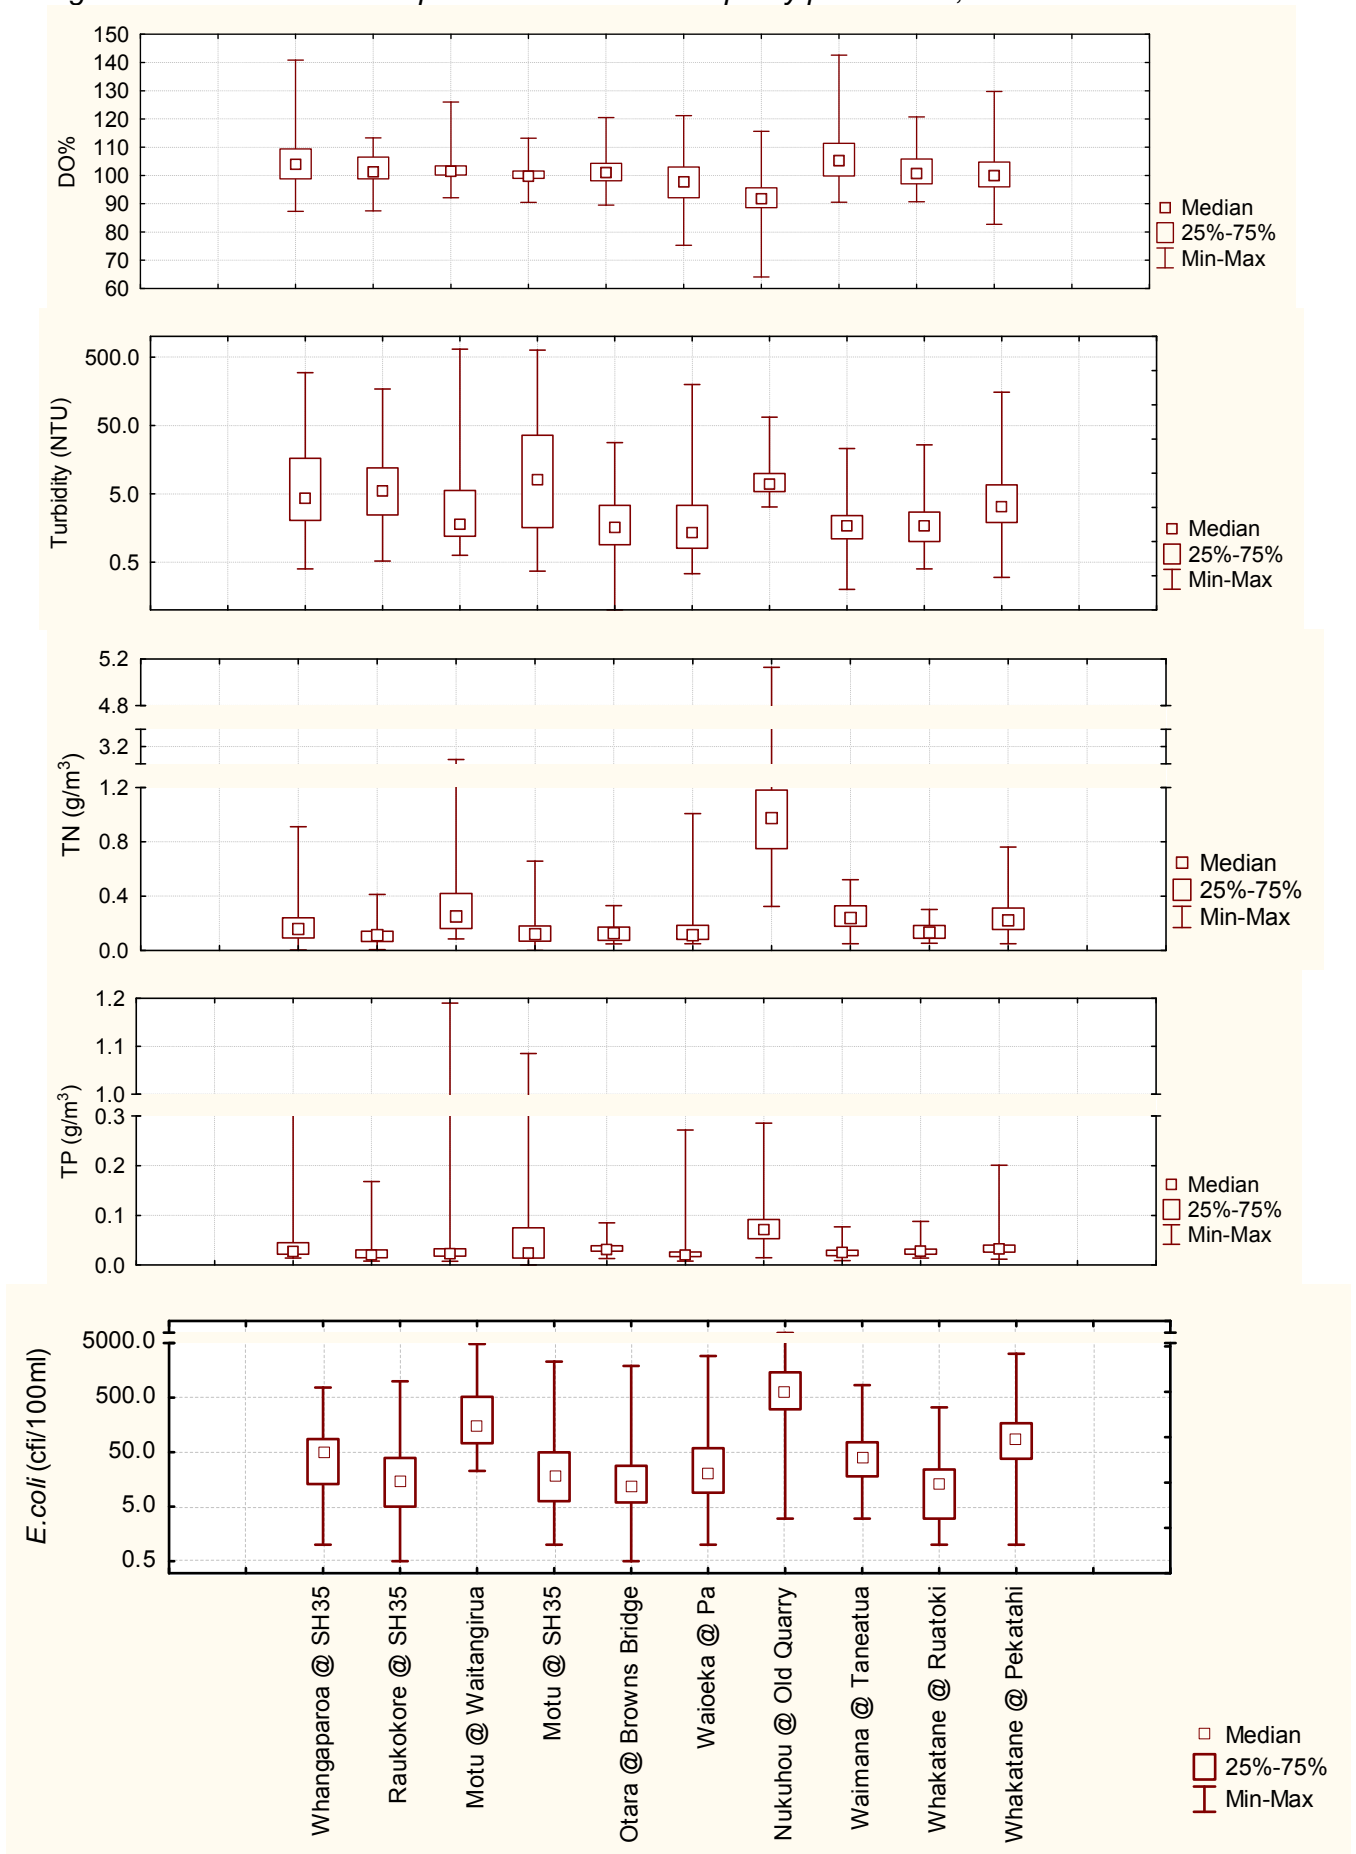 150
140
130
120
110
100
90
80
70
60
DO%
Median
25%-75%
Min-Max
500.0
50.0
5.0
0.5
Turbidity (NTU)
Median
25%-75%
Min-Max
5.2
4.8
3.2
1.2
0.8
0.4
0.0
TN (g/m³)
Median
25%-75%
Min-Max
1.2
1.1
1.0
0.3
0.2
0.1
0.0
TP (g/m³)
Median
25%-75%
Min-Max
5000.0
500.0
50.0
5.0
0.5
E.coli (cfi/100ml)
Whangaparoa @ SH35
Raukokore @ SH35
Motu @ Waitangirua
Motu @ SH35
Otara @ Browns Bridge
Waioeka @ Pa
Nukuhou @ Old Quarry
Waimana @ Taneatua
Whakatane @ Ruatoki
Whakatane @ Pekatahi
Median
25%-75%
Min-Max